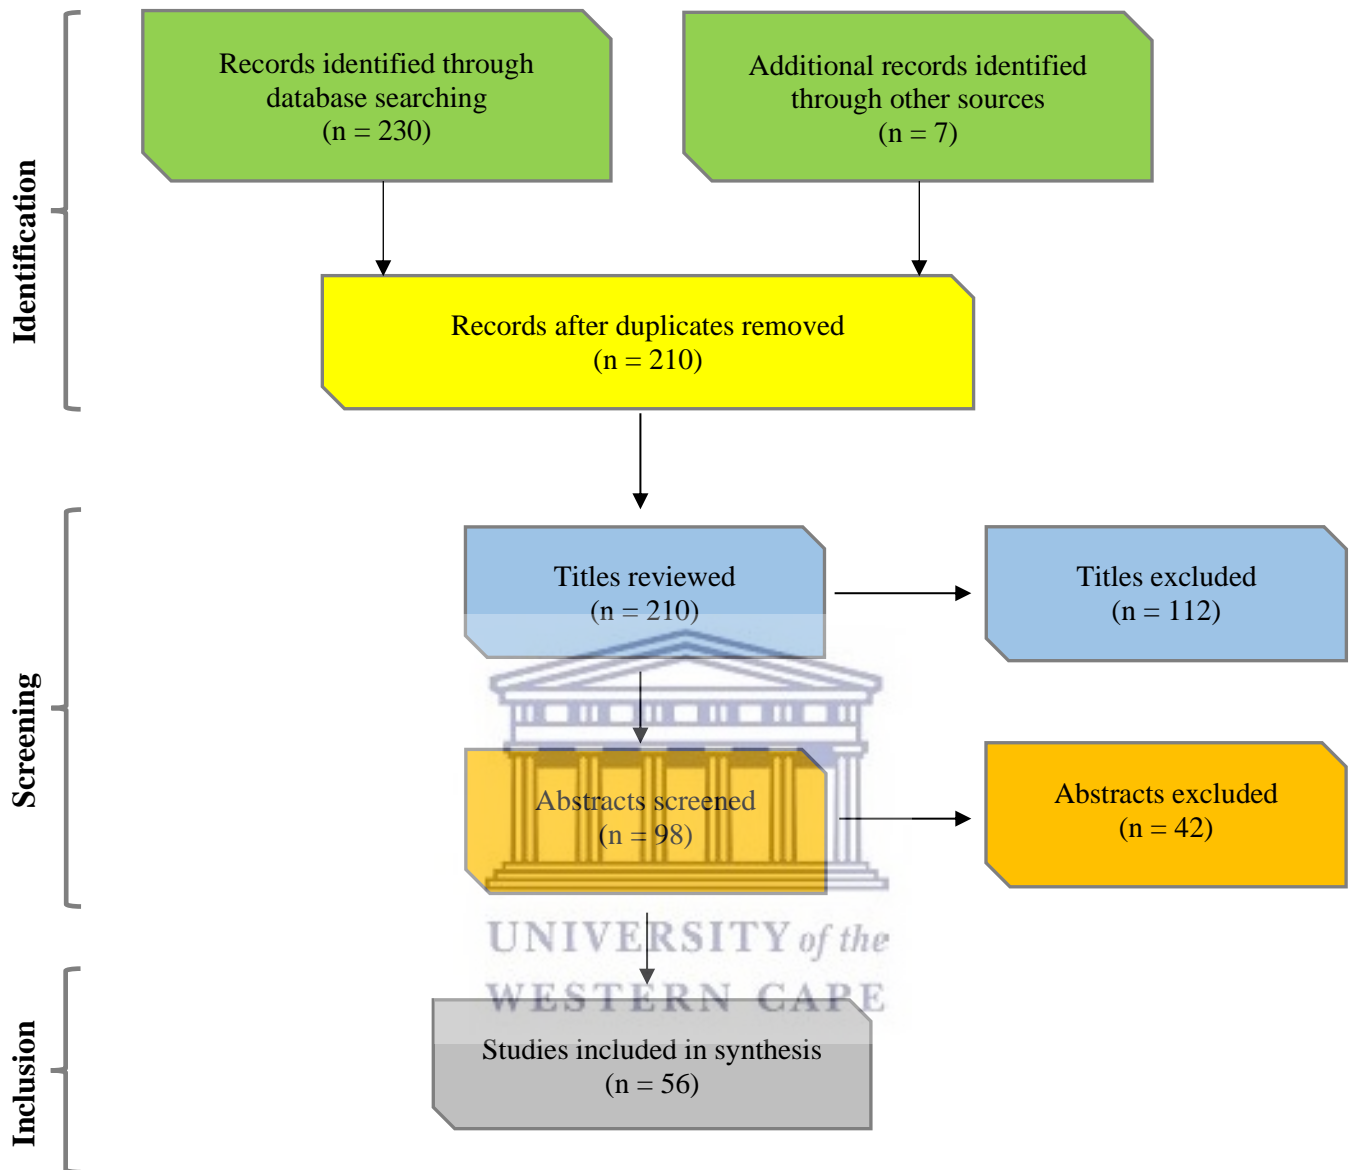 Identification
Records identified through
database searching
(n = 230)
Additional records identified
through other sources
(n = 7)
Records after duplicates removed
(n = 210)
Screening
Titles reviewed
(n = 210)
Titles excluded
(n = 112)
Abstracts screened
(n = 98)
Abstracts excluded
(n = 42)
UNIVERSITY of the
WESTERN CAPE
Inclusion
Studies included in synthesis
(n = 56)